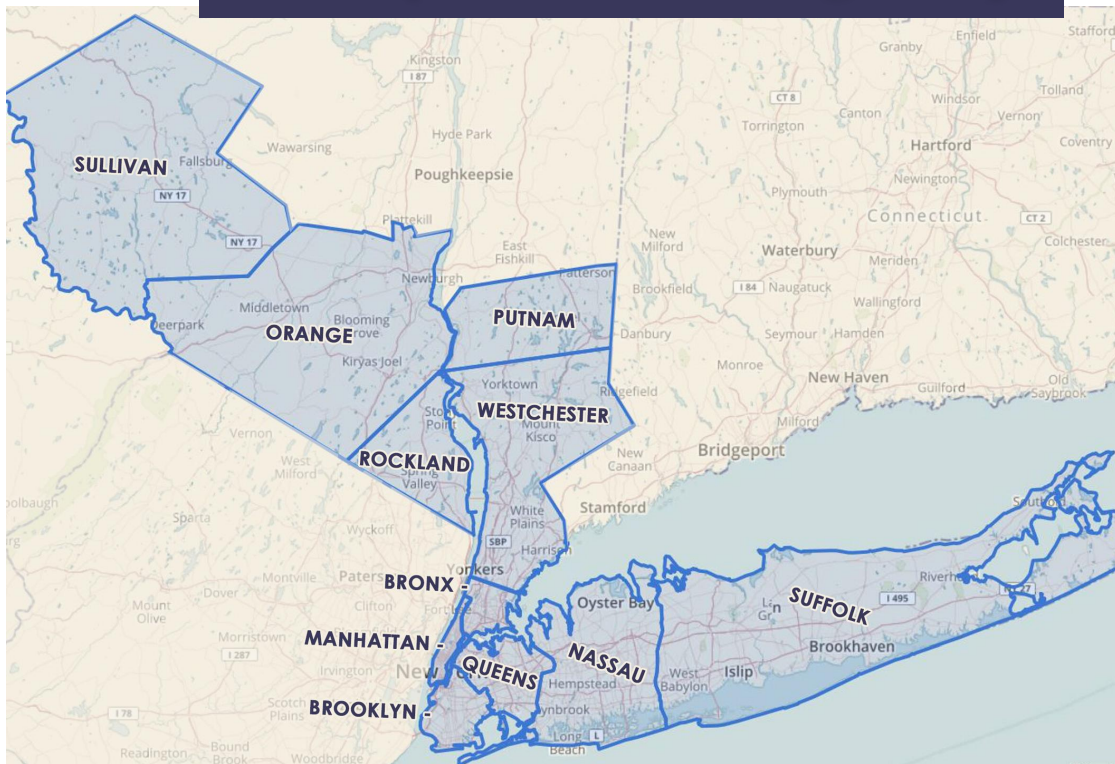 Stafford
Enfield
Granby
Kingston
I 87
Tolland
CT 8
Windsor
Canton
Vernon
Torrington
Hyde Park
Wawarsing
Hartford
Coventry
SULLIVAN
Fallsburg
Poughkeepsie
Newington
Plymouth
NY 17
Connecticut
CT 2
Plattekill
New
Milford
Colchester
NY 17
East
Fishkill
Waterbury
Meriden
Patterson
Newburgh
Brookfield
I 84
Naugatuck
Wallingford
Middletown
PUTNAM
Deerpark
Blooming
Grove
ORANGE
Danbury
Seymour
Hamden
Kiryas Joel
Monroe
New Haven
Yorktown
Ridgefield
Guilford
Old
Saybrook
Stony
Point
WESTCHESTER
Mount
Kisco
Milford
Vernon
Bridgeport
West
Milford
ROCKLAND
Spring
Valley
New
Canaan
Stamford
Southold
Sparta
White
Plains
Wyckoff
SBP
Harrison
Yonkers
Montville
BRONX -
Riverhead
Dover
Clifton
Oyster Bay
I 495
Mount
Olive
SUFFOLK
Morristown
MANHATTAN -
Brookhaven
I 287
NASSAU
Irvington
QUEENS
West
Babylon
Islip
Hempstead
Scotch
Plains
BROOKLYN -
I 78
Long
Beach
L
Readington
Bound
Brook
Woodbridge